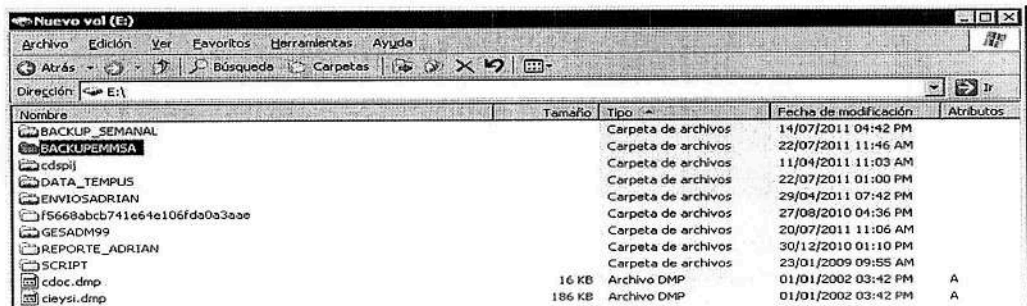 Nuevo vol (E:)
Archivo Edición Ver Favoritos Herramientas Ayuda
Atrás Búsqueda Carpetas
Dirección E:\ Ir
Nombre Tamaño Tipo Fecha de modificación Atributos
BACKUP_SEMANAL Carpeta de archivos 14/07/2011 04:42 PM
BACKUPEMMSA Carpeta de archivos 22/07/2011 11:46 AM
cdspij Carpeta de archivos 11/04/2011 11:03 AM
DATA_TEMPUS Carpeta de archivos 22/07/2011 01:00 PM
ENVIOSADRIAN Carpeta de archivos 29/04/2011 07:42 PM
f5668abcb741e64e106fda0a3aae Carpeta de archivos 27/08/2010 04:36 PM
GESADM99 Carpeta de archivos 20/07/2011 11:06 AM
REPORTE_ADRIAN Carpeta de archivos 30/12/2010 01:10 PM
SCRIPT Carpeta de archivos 23/01/2009 09:55 AM
cdoc.dmp 16 KB Archivo DMP 01/01/2002 03:42 PM A
cieysi.dmp 186 KB Archivo DMP 01/01/2002 03:42 PM A